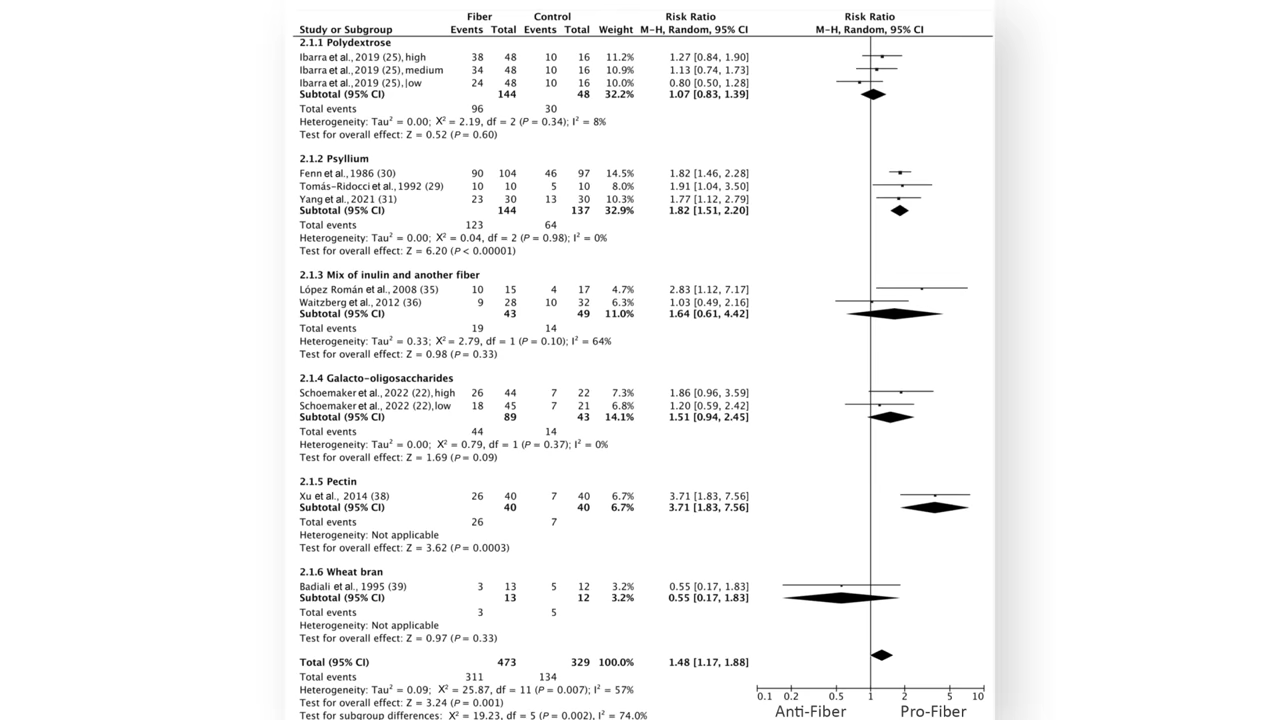 Fiber Control Risk Ratio Risk Ratio
Study or Subgroup Events Total Events Total Weight M-H, Random, 95% CI M-H, Random, 95% CI
2.1.1 Polydextrose
Ibarra et al., 2019 (25), high 38 48 10 16 11.2% 1.27 [0.84, 1.90]
Ibarra et al., 2019 (25), medium 34 48 10 16 10.9% 1.13 [0.74, 1.73]
Ibarra et al., 2019 (25), low 24 48 10 16 10.0% 0.80 [0.50, 1.28]
Subtotal (95% CI) 144 48 32.2% 1.07 [0.83, 1.39]
Total events 96 30
Heterogeneity: Tau² = 0.00; X² = 2.19, df = 2 (P = 0.34); I² = 8%
Test for overall effect: Z = 0.52 (P = 0.60)
2.1.2 Psyllium
Fenn et al., 1986 (30) 90 104 46 97 14.5% 1.82 [1.46, 2.28]
Tomás-Ridocci et al., 1992 (29) 10 10 5 10 8.0% 1.91 [1.04, 3.50]
Yang et al., 2021 (31) 23 30 13 30 10.3% 1.77 [1.12, 2.79]
Subtotal (95% CI) 144 137 32.9% 1.82 [1.51, 2.20]
Total events 123 64
Heterogeneity: Tau² = 0.00; X² = 0.04, df = 2 (P = 0.98); I² = 0%
Test for overall effect: Z = 6.20 (P < 0.00001)
2.1.3 Mix of inulin and another fiber
López Román et al., 2008 (35) 10 15 4 17 4.7% 2.83 [1.12, 7.17]
Waitzberg et al., 2012 (36) 9 28 10 32 6.3% 1.03 [0.49, 2.16]
Subtotal (95% CI) 43 49 11.0% 1.64 [0.61, 4.42]
Total events 19 14
Heterogeneity: Tau² = 0.33; X² = 2.79, df = 1 (P = 0.10); I² = 64%
Test for overall effect: Z = 0.98 (P = 0.33)
2.1.4 Galacto-oligosaccharides
Schoemaker et al., 2022 (22), high 26 44 7 22 7.3% 1.86 [0.96, 3.59]
Schoemaker et al., 2022 (22), low 18 45 7 21 6.8% 1.20 [0.59, 2.42]
Subtotal (95% CI) 89 43 14.1% 1.51 [0.94, 2.45]
Total events 44 14
Heterogeneity: Tau² = 0.00; X² = 0.79, df = 1 (P = 0.37); I² = 0%
Test for overall effect: Z = 1.69 (P = 0.09)
2.1.5 Pectin
Xu et al., 2014 (38) 26 40 7 40 6.7% 3.71 [1.83, 7.56]
Subtotal (95% CI) 40 40 6.7% 3.71 [1.83, 7.56]
Total events 26 7
Heterogeneity: Not applicable
Test for overall effect: Z = 3.62 (P = 0.0003)
2.1.6 Wheat bran
Badiali et al., 1995 (39) 3 13 5 12 3.2% 0.55 [0.17, 1.83]
Subtotal (95% CI) 13 12 3.2% 0.55 [0.17, 1.83]
Total events 3 5
Heterogeneity: Not applicable
Test for overall effect: Z = 0.97 (P = 0.33)
Total (95% CI) 473 329 100.0% 1.48 [1.17, 1.88]
Total events 311 134
Heterogeneity: Tau² = 0.09; X² = 25.87, df = 11 (P = 0.007); I² = 57%
Test for overall effect: Z = 3.24 (P = 0.001)
Test for subgroup differences: X² = 19.23, df = 5 (P = 0.002), I² = 74.0%
0.1 0.2 0.5 1 2 5 10
Anti-Fiber Pro-Fiber